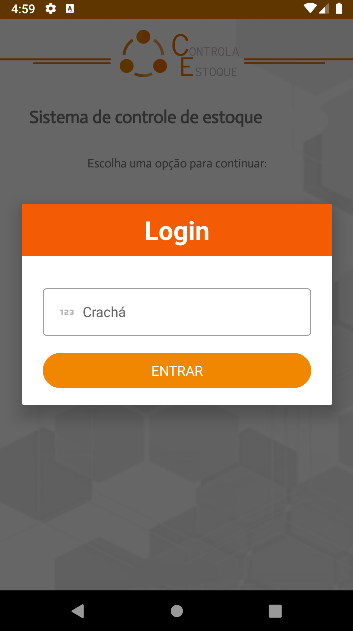 4:59
CONTROLA
ESTOQUE
Sistema de controle de estoque
Escolha uma opção para continuar:
Login
123 Crachá
ENTRAR